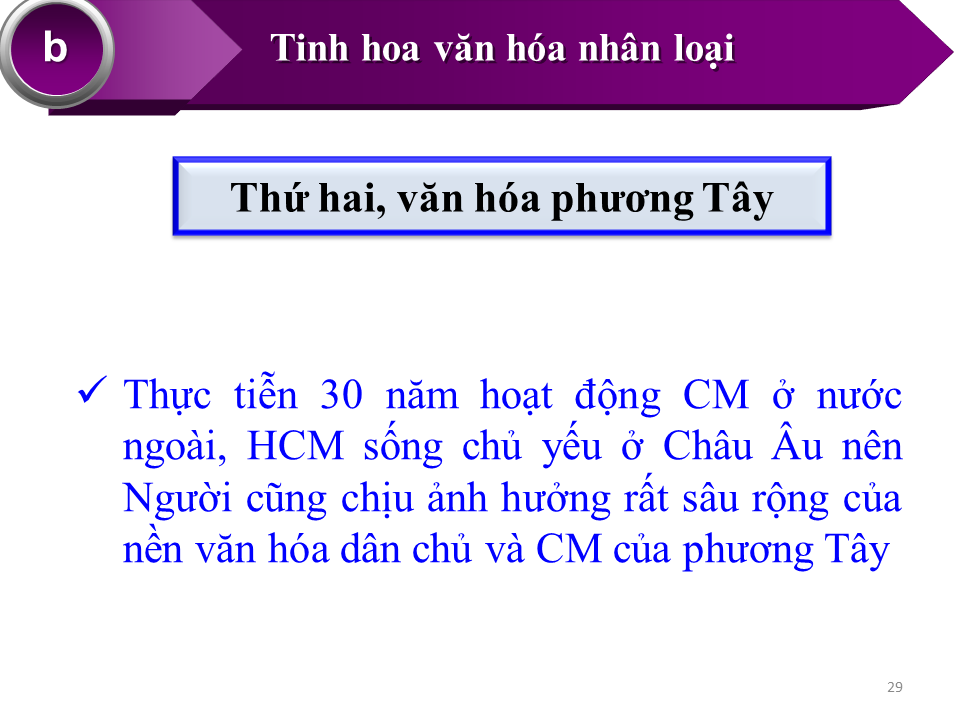 b
Tinh hoa văn hóa nhân loại
Thứ hai, văn hóa phương Tây
✓ Thực tiễn 30 năm hoạt động CM ở nước
ngoài, HCM sống chủ yếu ở Châu Âu nên
Người cũng chịu ảnh hưởng rất sâu rộng của
nền văn hóa dân chủ và CM của phương Tây
29